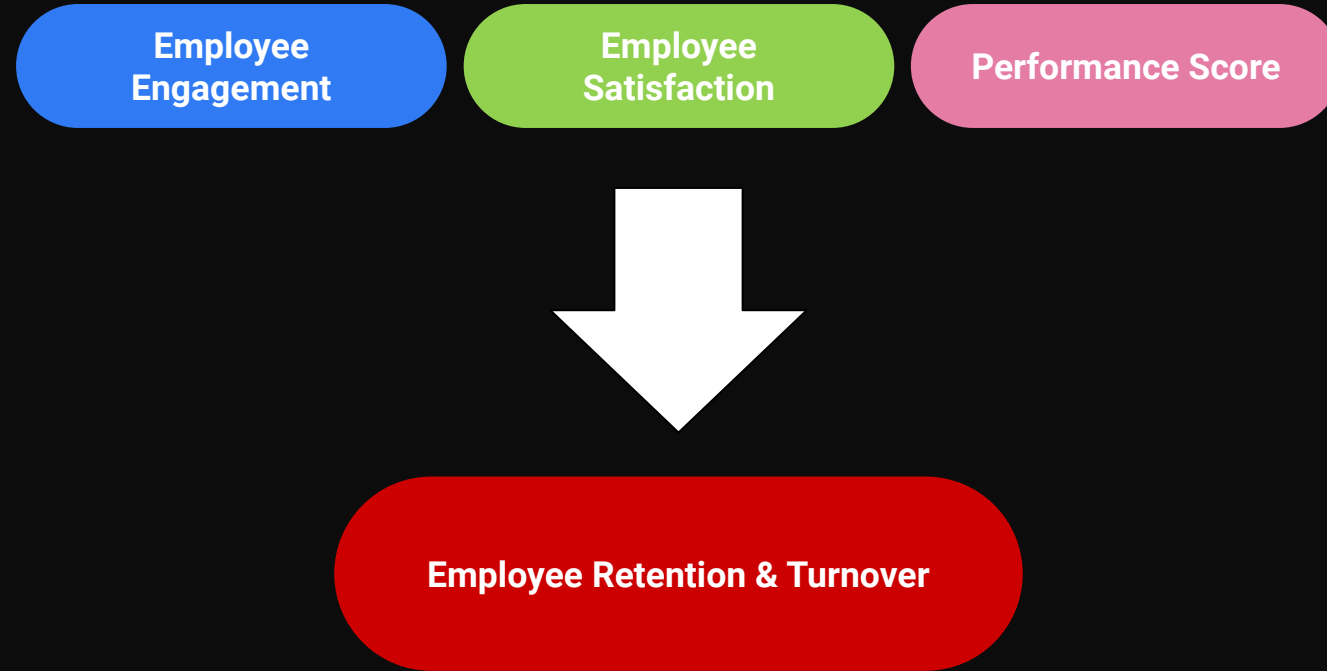 Employee
Engagement
Employee
Satisfaction
Performance Score
Employee Retention & Turnover